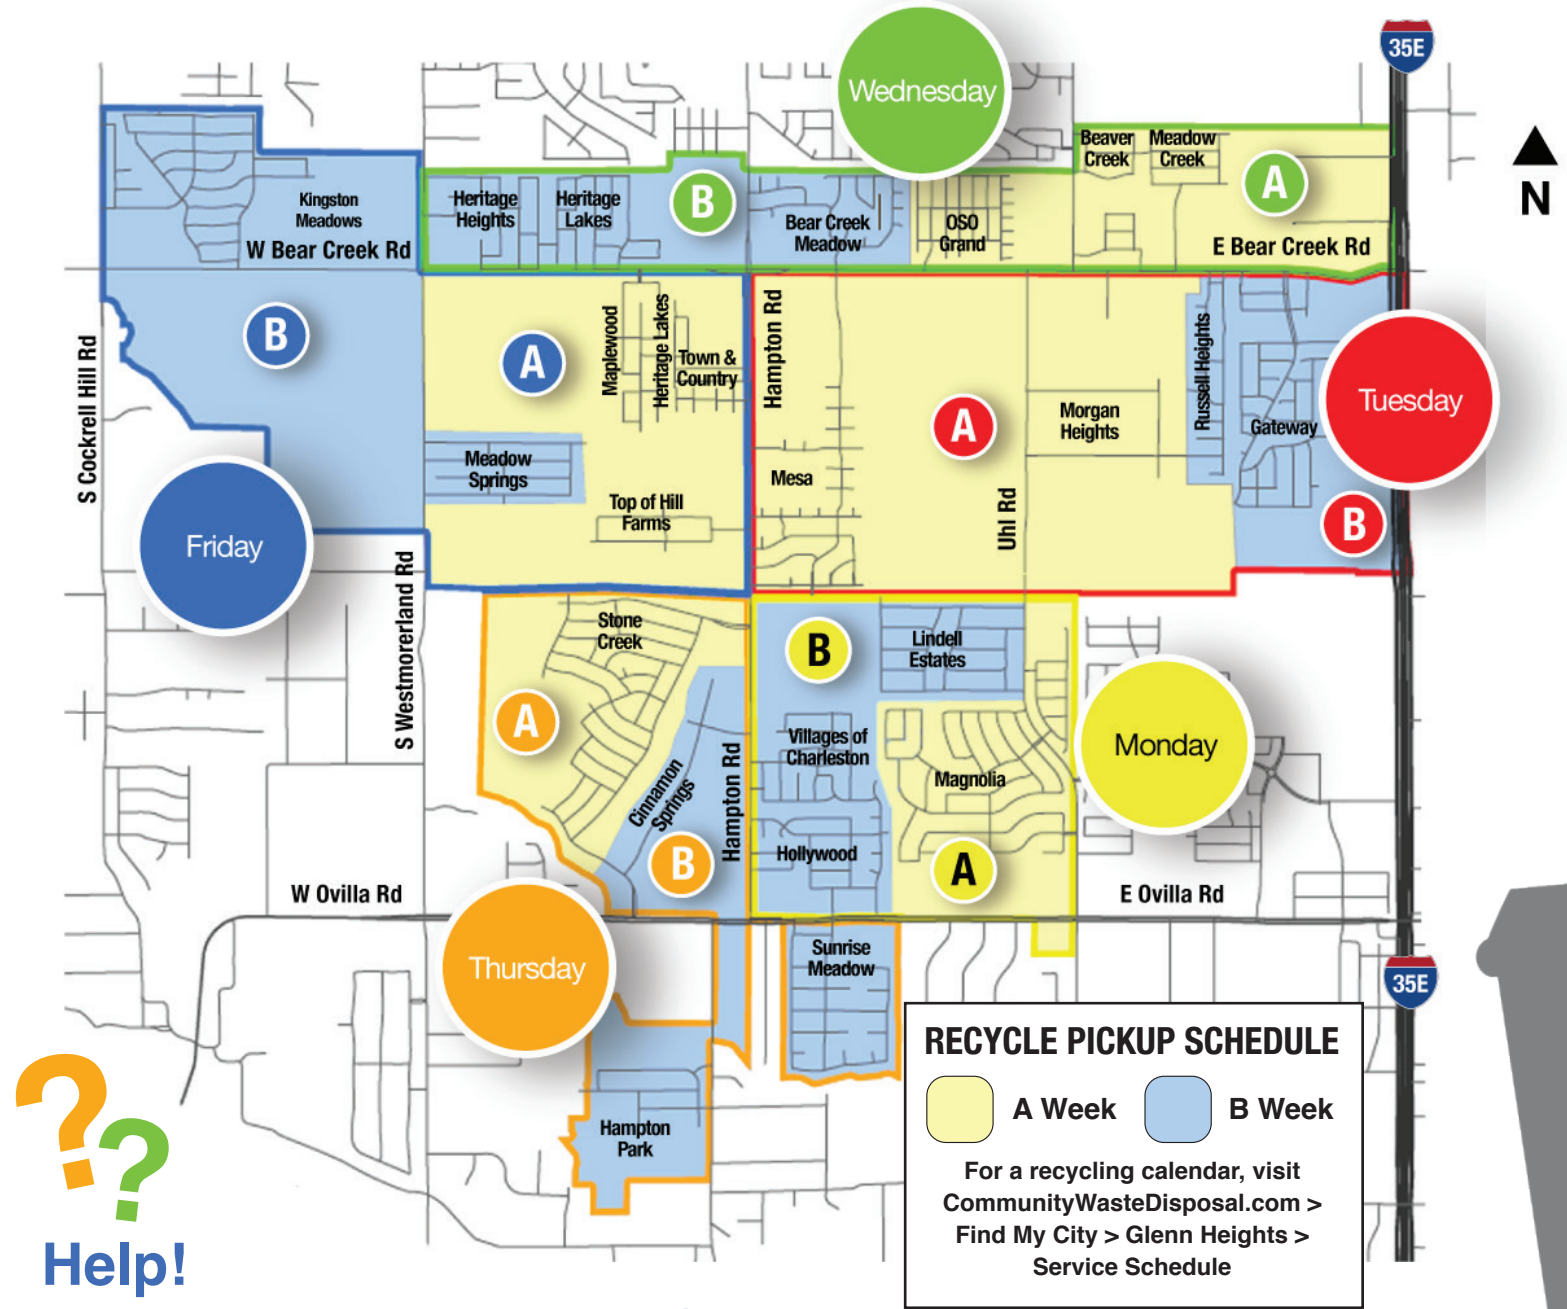 35E
Wednesday
Beaver
Creek
Meadow
Creek
A
N
Kingston
Meadows
W Bear Creek Rd
Heritage
Heights
Heritage
Lakes
B
Bear Creek
Meadow
OSO
Grand
E Bear Creek Rd
B
S Cockrell Hill Rd
A
Maplewood
Heritage Lakes
Town &
Country
Hampton Rd
A
Morgan
Heights
Russell Heights
Gateway
Tuesday
Meadow
Springs
Mesa
Top of Hill
Farms
Uhl Rd
B
Friday
S Westmorerland Rd
Stone
Creek
B
Lindell
Estates
A
Villages of
Charleston
Magnolia
Monday
Cinnamon
Springs
Hampton Rd
B
Hollywood
A
W Ovilla Rd
E Ovilla Rd
Thursday
Sunrise
Meadow
35E
Hampton
Park
RECYCLE PICKUP SCHEDULE
A Week
B Week
For a recycling calendar, visit
CommunityWasteDisposal.com >
Find My City > Glenn Heights >
Service Schedule
??
Help!